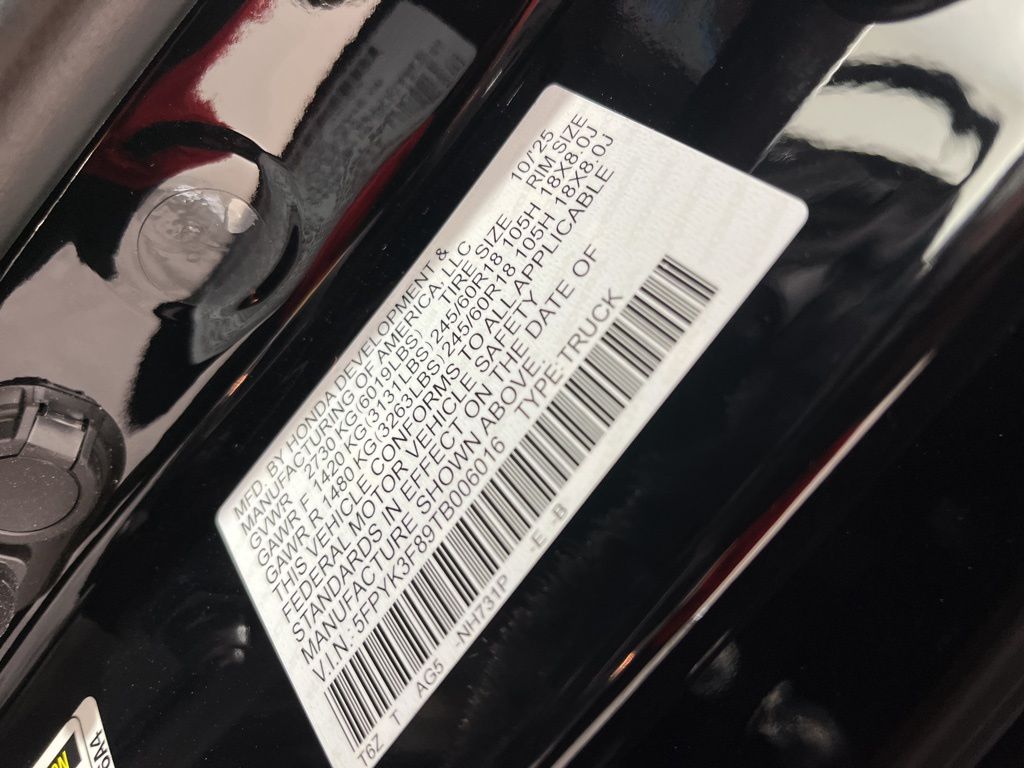 MFD. BY HONDA DEVELOPMENT &
MANUFACTURING OF AMERICA, LLC 10/25
GVWR 2730 KG(6019LBS) TIRE SIZE RIM SIZE
GAWR F 1420 KG(3131LBS) 245/60R18 105H 18X8.0J
GAWR R 1480 KG(3263LBS) 245/60R18 105H 18X8.0J
THIS VEHICLE CONFORMS TO ALL APPLICABLE
FEDERAL MOTOR VEHICLE SAFETY
STANDARDS IN EFFECT ON THE DATE OF
MANUFACTURE SHOWN ABOVE.
V.I.N.: 5FPYK3F89TB006016 TYPE: TRUCK
T AG5 -NH731P -E -B
T6Z